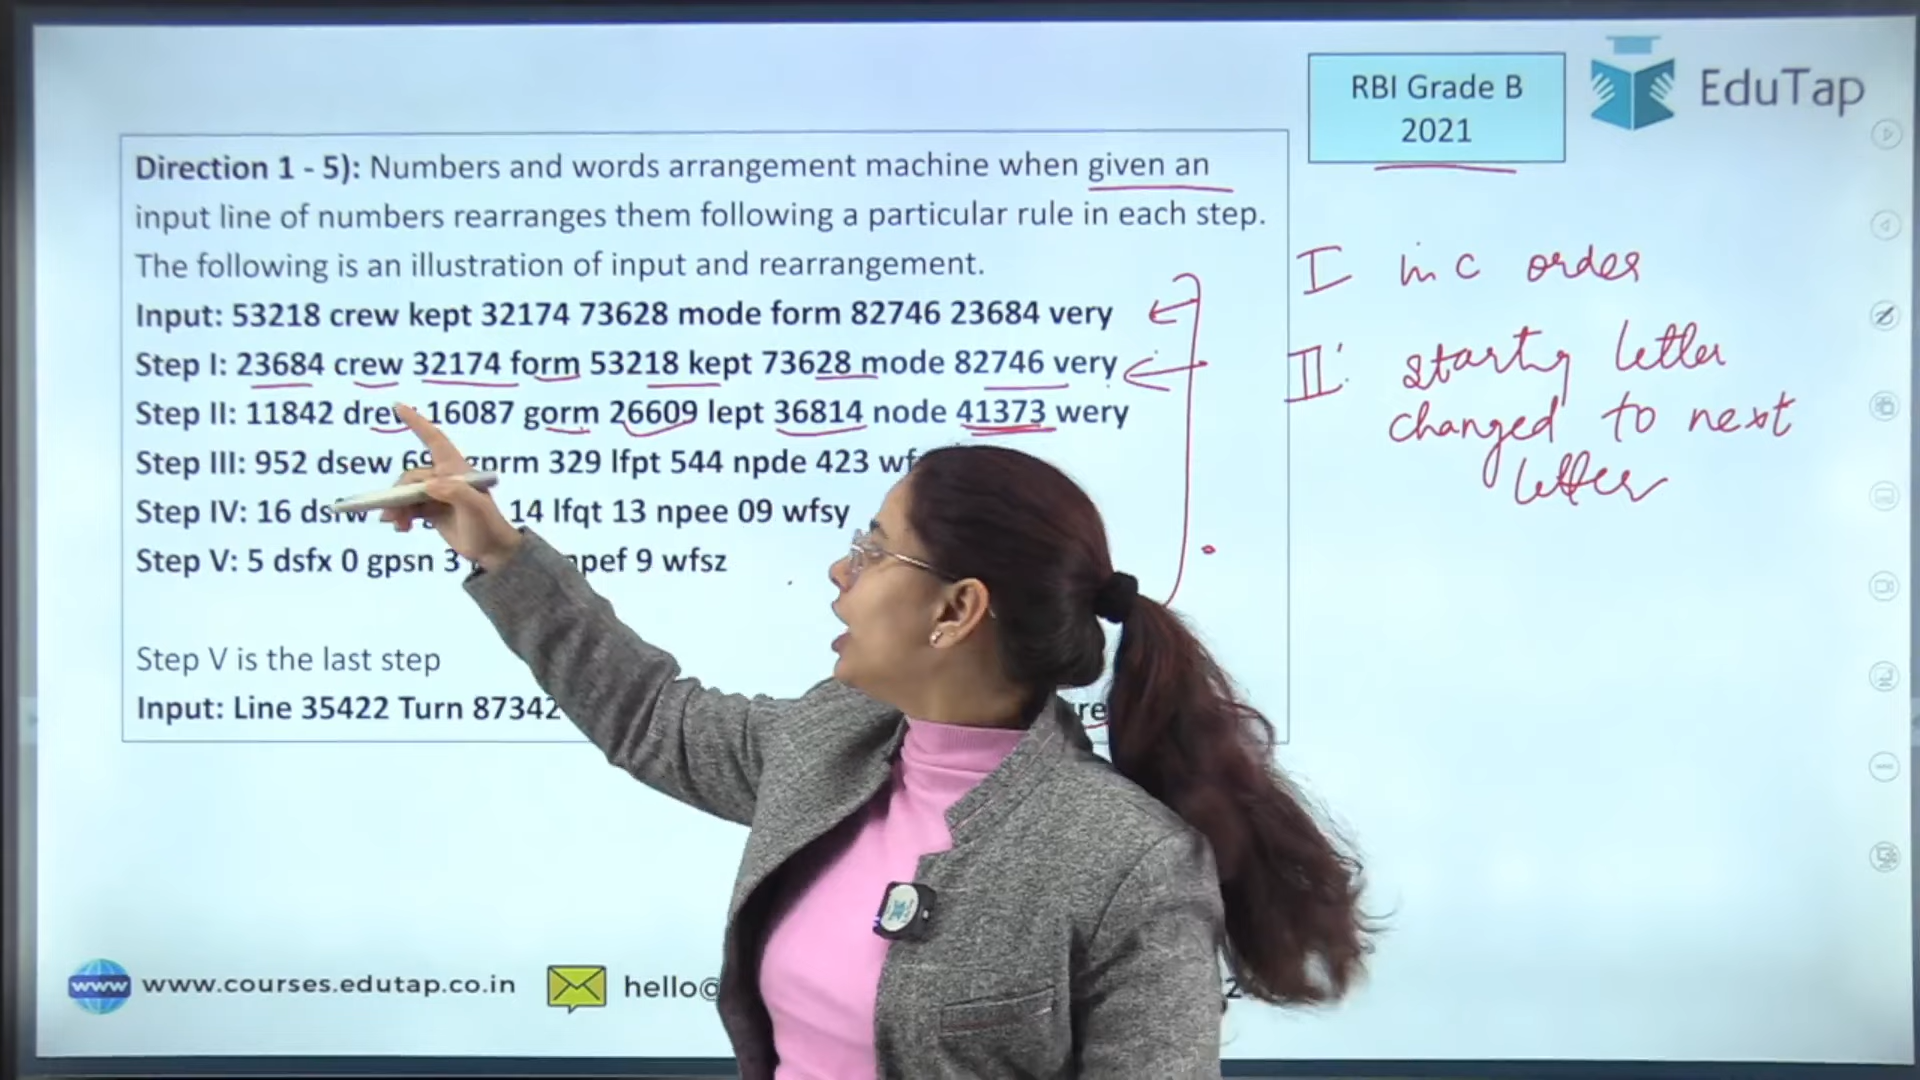 RBI Grade B
2021
EduTap
Direction 1 - 5): Numbers and words arrangement machine when given an
input line of numbers rearranges them following a particular rule in each step.
The following is an illustration of input and rearrangement.
Input: 53218 crew kept 32174 73628 mode form 82746 23684 very
Step I: 23684 crew 32174 form 53218 kept 73628 mode 82746 very
Step II: 11842 drew 16087 gorm 26609 lept 36814 node 41373 wery
Step III: 952 dsew gprm 329 lfpt 544 npde 423
Step IV: 16 dsfw 14 lfqt 13 npee 09 wfsy
Step V: 5 dsfx 0 gpsn 3 npef 9 wfsz
Step V is the last step
Input: Line 35422 Turn 87342
I inc order
II starting letter
changed to next
letter
www www.courses.edutap.co.in hello@